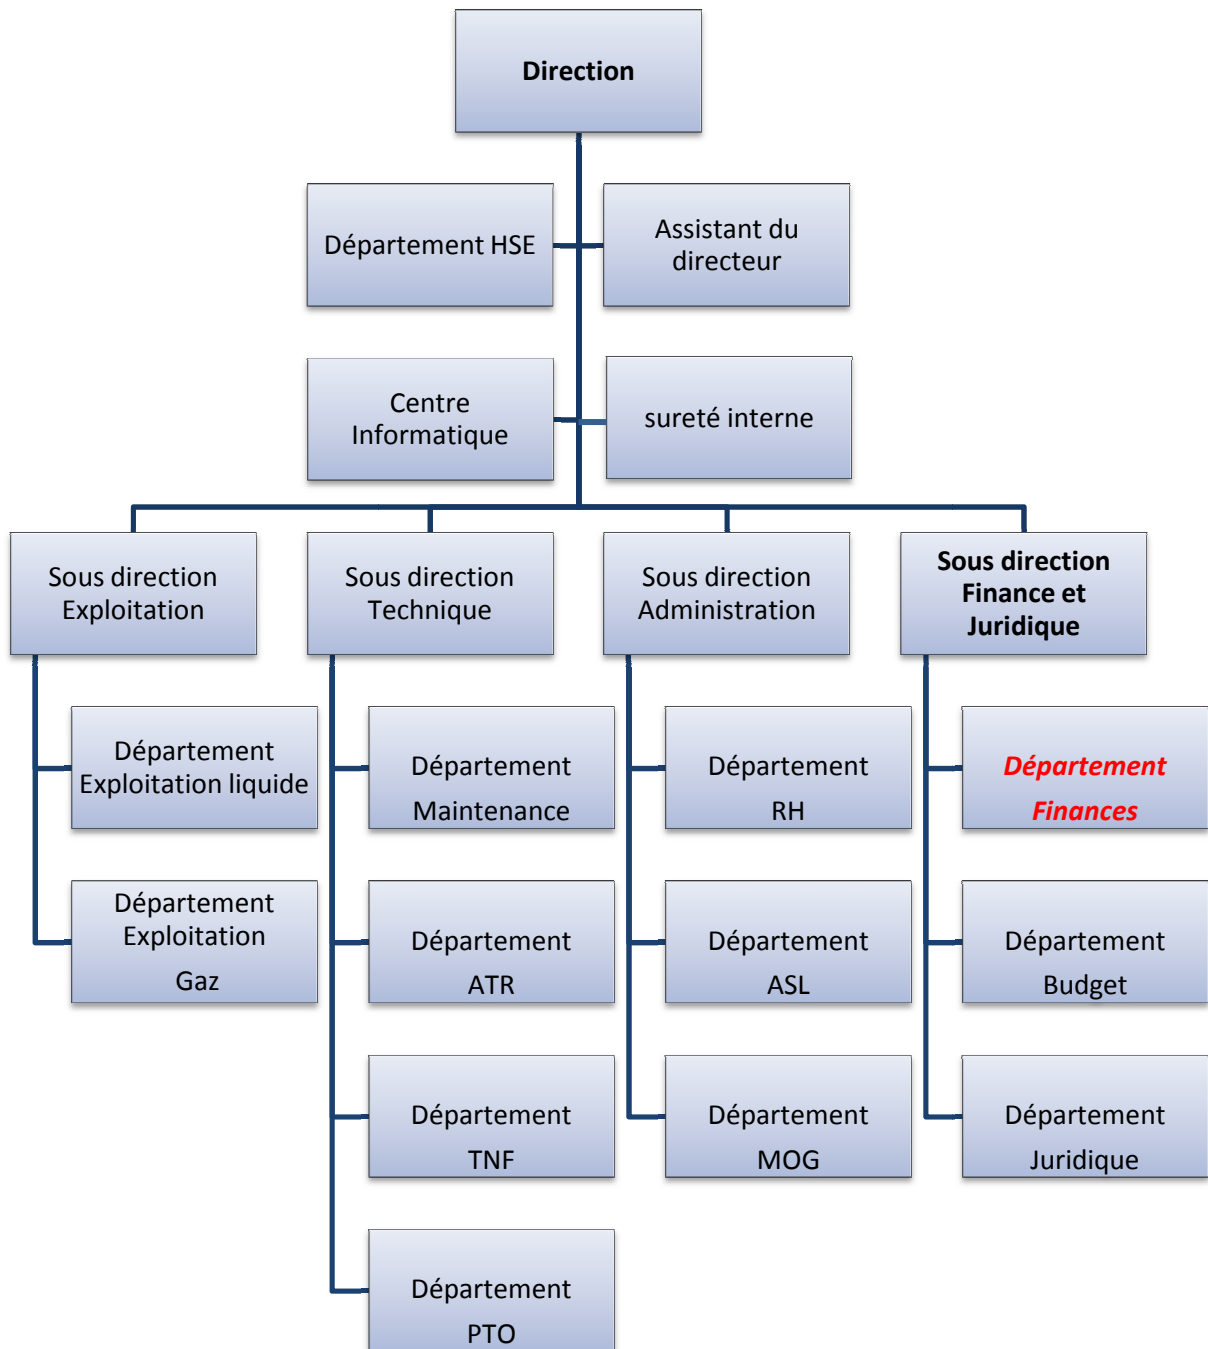 Direction
Département HSE
Assistant du
directeur
Centre
Informatique
sureté interne
Sous direction
Exploitation
Sous direction
Technique
Sous direction
Administration
Sous direction
Finance et
Juridique
Département
Exploitation liquide
Département
Maintenance
Département
RH
Département
Finances
Département
Exploitation
Gaz
Département
ATR
Département
ASL
Département
Budget
Département
TNF
Département
MOG
Département
Juridique
Département
PTO